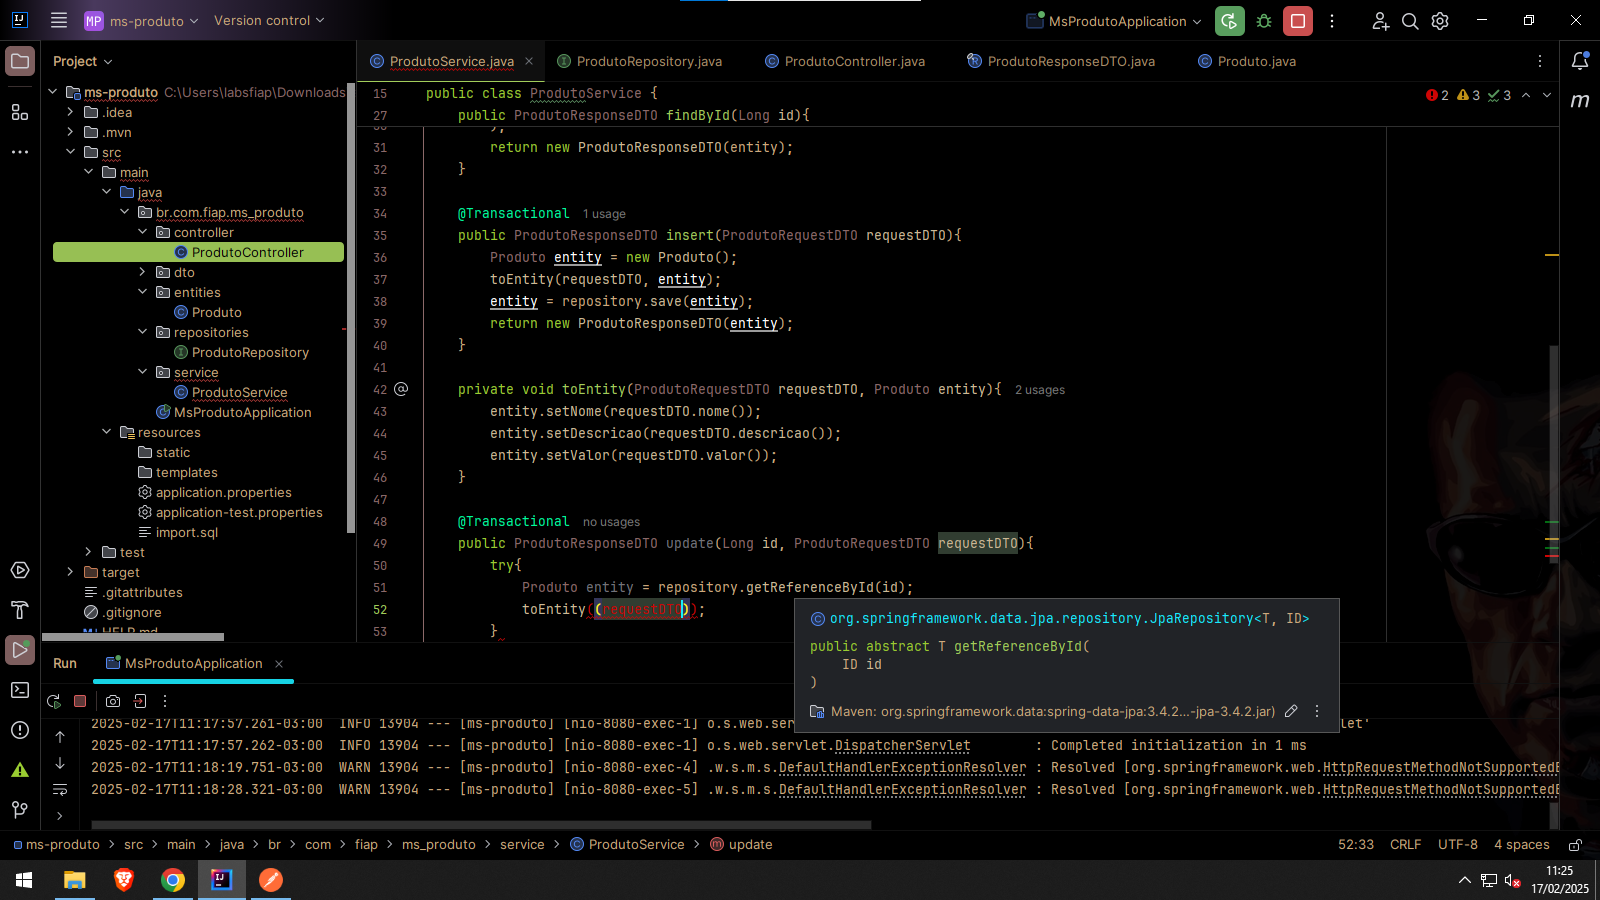 MP ms-produto
Version control
MsProdutoApplication
Project
ms-produto C:\Users\labsfiap\Downloads
.idea
.mvn
src
main
java
br.com.fiap.ms_produto
controller
ProdutoController
dto
entities
Produto
repositories
ProdutoRepository
service
ProdutoService
MsProdutoApplication
resources
static
templates
application.properties
application-test.properties
import.sql
test
target
.gitattributes
.gitignore
HELP.md
ProdutoService.java
ProdutoRepository.java
ProdutoController.java
ProdutoResponseDTO.java
Produto.java
2 3 3
15 public class ProdutoService {
27 public ProdutoResponseDTO findById(Long id){
30 );
31 return new ProdutoResponseDTO(entity);
32 }
33
34 @Transactional 1 usage
35 public ProdutoResponseDTO insert(ProdutoRequestDTO requestDTO){
36 Produto entity = new Produto();
37 toEntity(requestDTO, entity);
38 entity = repository.save(entity);
39 return new ProdutoResponseDTO(entity);
40 }
41
42 private void toEntity(ProdutoRequestDTO requestDTO, Produto entity){ 2 usages
43 entity.setNome(requestDTO.nome());
44 entity.setDescricao(requestDTO.descricao());
45 entity.setValor(requestDTO.valor());
46 }
47
48 @Transactional no usages
49 public ProdutoResponseDTO update(Long id, ProdutoRequestDTO requestDTO){
50 try{
51 Produto entity = repository.getReferenceById(id);
52 toEntity((requestDTO));
53 }
org.springframework.data.jpa.repository.JpaRepository<T, ID>
public abstract T getReferenceById(
ID id
)
Maven: org.springframework.data:spring-data-jpa:3.4.2...-jpa-3.4.2.jar)
Run
MsProdutoApplication
2025-02-17T11:17:57.261-03:00 INFO 13904 --- [ms-produto] [nio-8080-exec-1] o.s.web.ser
let'
2025-02-17T11:17:57.262-03:00 INFO 13904 --- [ms-produto] [nio-8080-exec-1] o.s.web.servlet.DispatcherServlet : Completed initialization in 1 ms
2025-02-17T11:18:19.751-03:00 WARN 13904 --- [ms-produto] [nio-8080-exec-4] .w.s.m.s.DefaultHandlerExceptionResolver : Resolved [org.springframework.web.HttpRequestMethodNotSupportedE
2025-02-17T11:18:28.321-03:00 WARN 13904 --- [ms-produto] [nio-8080-exec-5] .w.s.m.s.DefaultHandlerExceptionResolver : Resolved [org.springframework.web.HttpRequestMethodNotSupportedE
ms-produto > src > main > java > br > com > fiap > ms_produto > service > ProdutoService > update
52:33 CRLF UTF-8 4 spaces
11:25
17/02/2025